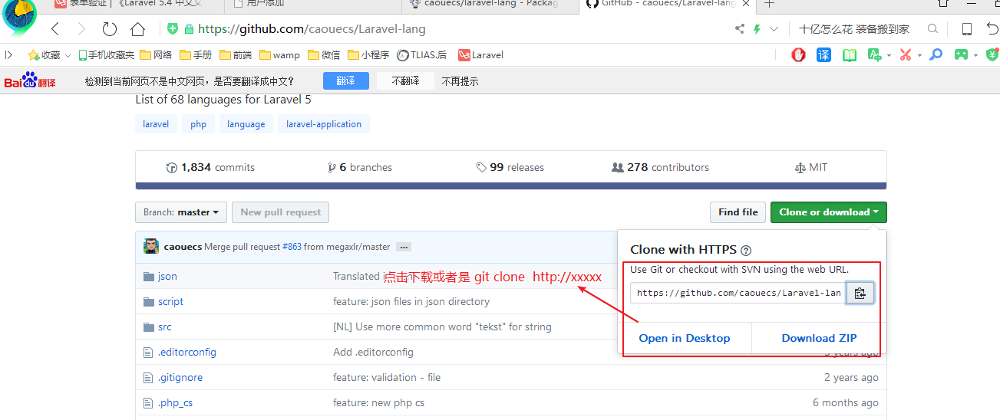 表单验证 | 《Laravel 5.4 中文文
用户添加
caouecs/laravel-lang - Packag
GitHub - caouecs/Laravel-lang
https://github.com/caouecs/Laravel-lang
十亿怎么花 装备搬到家
收藏 手机收藏夹 网络 手册 前端 wamp 微信 小程序 TLIAS.后 Laravel
译
Baidu翻译 检测到当前网页不是中文网页，是否要翻译成中文? 翻译 不翻译 不再提示
List of 68 languages for Laravel 5
laravel php language laravel-application
1,834 commits 6 branches 99 releases 278 contributors MIT
Branch: master New pull request Find file Clone or download
caouecs Merge pull request #863 from megaxlr/master ...
Clone with HTTPS
Use Git or checkout with SVN using the web URL.
json Translated 点击下载或者是 git clone http://xxxxx
https://github.com/caouecs/Laravel-lan
script feature: json files in json directory
src [NL] Use more common word "tekst" for string
Open in Desktop Download ZIP
.editorconfig Add .editorconfig 3 years ago
.gitignore feature: validation - file 2 years ago
.php_cs feature: new php cs 6 months ago